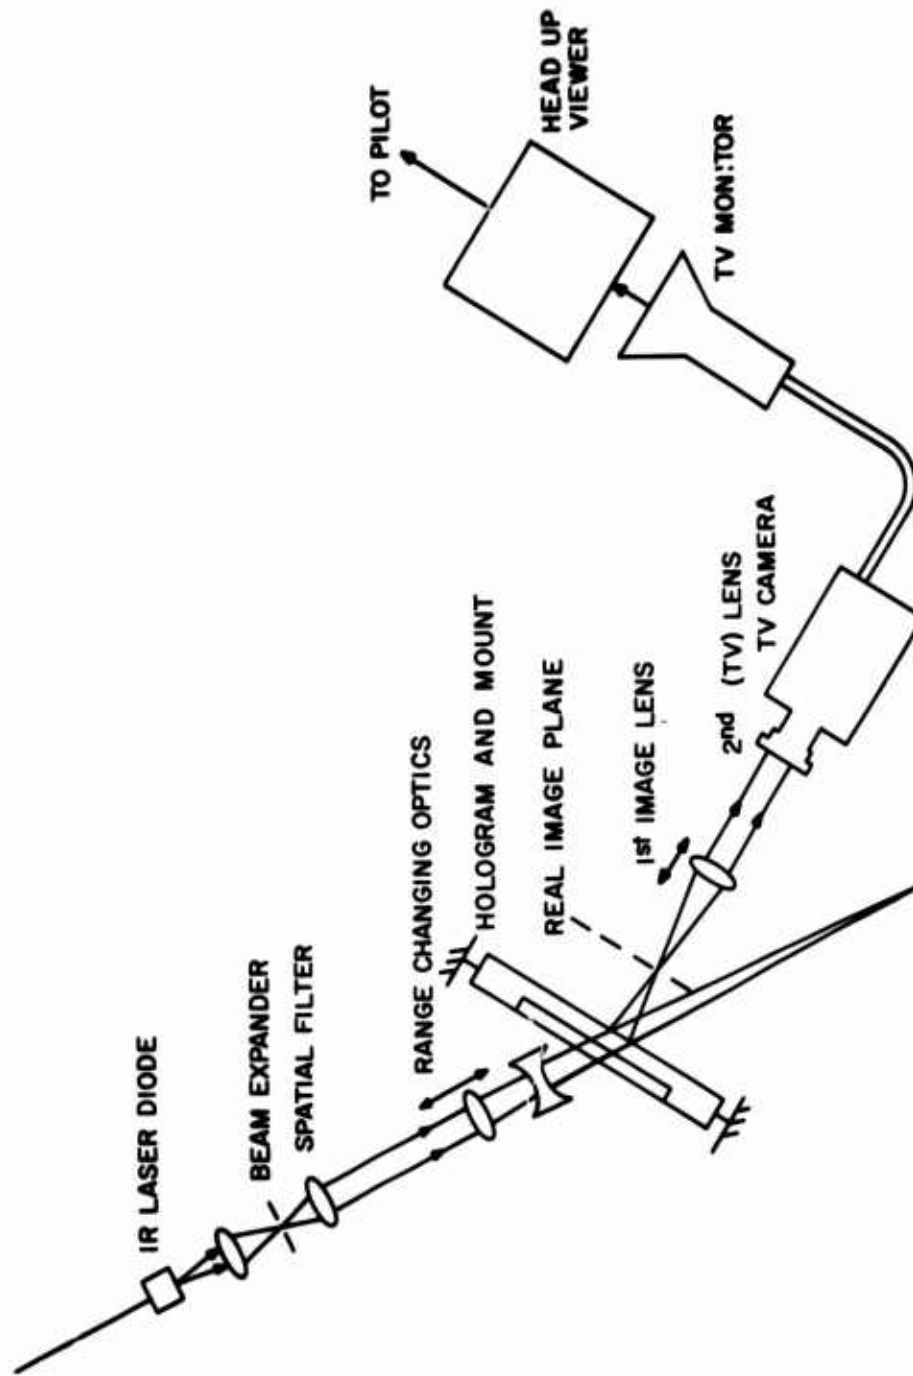 IR LASER DIODE
BEAM EXPANDER
SPATIAL FILTER
RANGE CHANGING OPTICS
HOLOGRAM AND MOUNT
REAL IMAGE PLANE
1st IMAGE LENS
2nd (TV) LENS
TV CAMERA
TO PILOT
HEAD UP
VIEWER
TV MONITOR